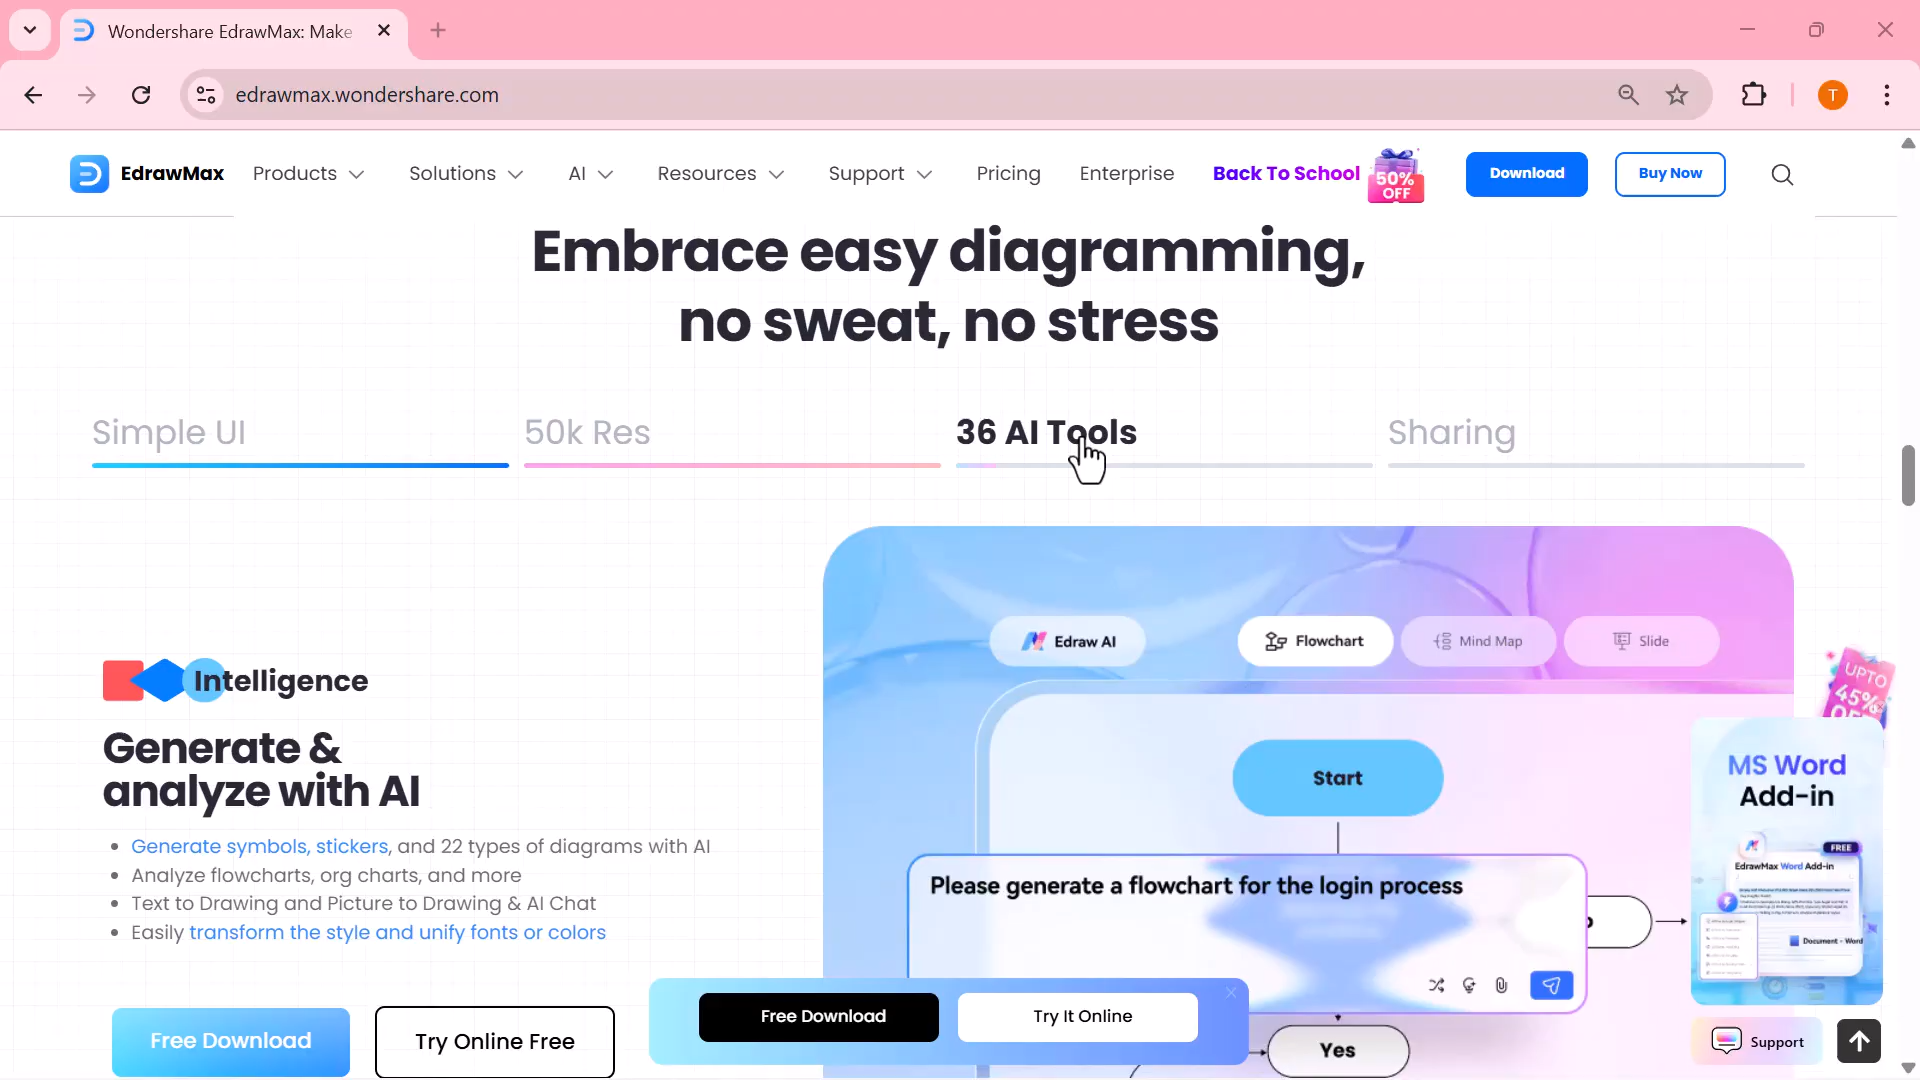 Wondershare EdrawMax: Make
edrawmax.wondershare.com
T
EdrawMax
Products
Solutions
AI
Resources
Support
Pricing
Enterprise
Back To School
50%
OFF
Download
Buy Now
Embrace easy diagramming,
no sweat, no stress
Simple UI
50k Res
36 AI Tools
Sharing
Intelligence
Generate &
analyze with AI
Generate symbols, stickers, and 22 types of diagrams with AI
Analyze flowcharts, org charts, and more
Text to Drawing and Picture to Drawing & AI Chat
Easily transform the style and unify fonts or colors
Free Download
Try Online Free
Edraw AI
Flowchart
Mind Map
Slide
Start
Please generate a flowchart for the login process
Yes
Free Download
Try It Online
UPTO
45%
MS Word
Add-in
FREE
EdrawMax Word Add-in
Document - Word
Support